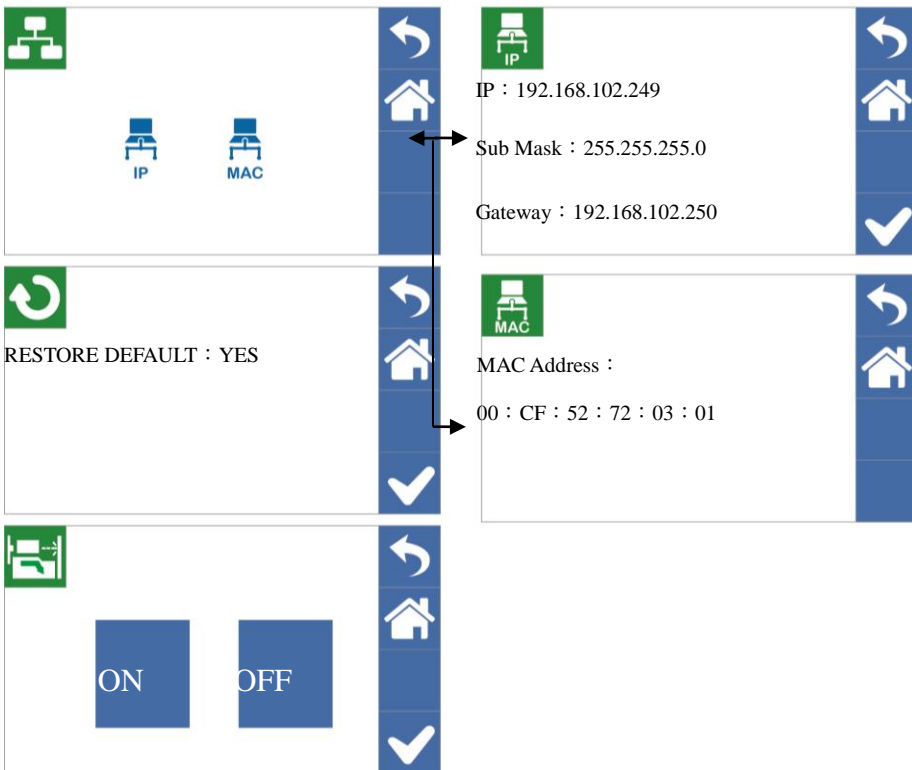 IP
MAC
IP
IP：192.168.102.249
Sub Mask：255.255.255.0
Gateway：192.168.102.250
RESTORE DEFAULT：YES
MAC
MAC Address：
00：CF：52：72：03：01
ON
OFF